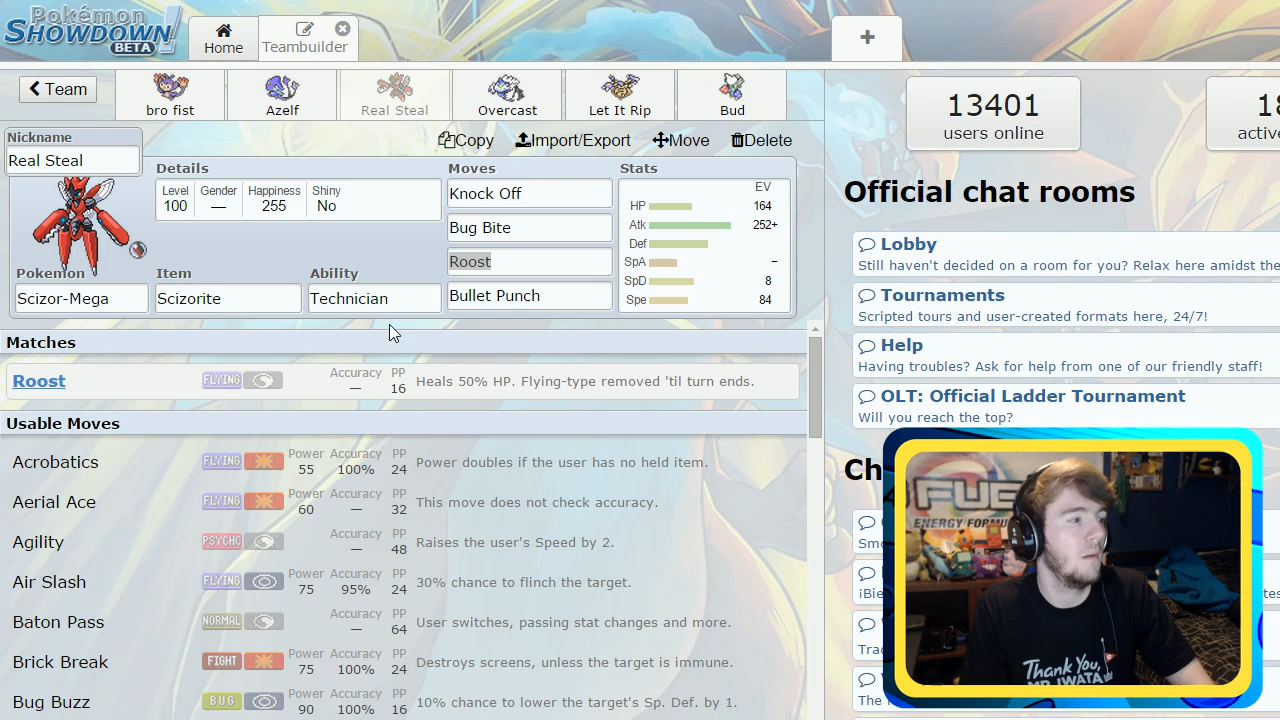 Pokémon
SHOWDOWN!
BETA
Home
Teambuilder
+
Team
bro fist
Azelf
Real Steal
Overcast
Let It Rip
Bud
Copy
Import/Export
Move
Delete
Nickname
Real Steal
Details
Level
100
Gender
—
Happiness
255
Shiny
No
Pokemon
Scizor-Mega
Item
Scizorite
Ability
Technician
Moves
Knock Off
Bug Bite
Roost
Bullet Punch
Stats
EV
HP 164
Atk 252+
Def
SpA –
SpD 8
Spe 84
Matches
Roost FLYING Accuracy — PP 16 Heals 50% HP. Flying-type removed 'til turn ends.
Usable Moves
Acrobatics FLYING Power 55 Accuracy 100% PP 24 Power doubles if the user has no held item.
Aerial Ace FLYING Power 60 Accuracy — PP 32 This move does not check accuracy.
Agility PSYCHC Accuracy — PP 48 Raises the user's Speed by 2.
Air Slash FLYING Power 75 Accuracy 95% PP 24 30% chance to flinch the target.
Baton Pass NORMAL Accuracy — PP 64 User switches, passing stat changes and more.
Brick Break FIGHT Power 75 Accuracy 100% PP 24 Destroys screens, unless the target is immune.
Bug Buzz BUG Power 90 Accuracy 100% PP 16 10% chance to lower the target's Sp. Def. by 1.
13401
users online
18
activ
Official chat rooms
Lobby
Still haven't decided on a room for you? Relax here amidst the
Tournaments
Scripted tours and user-created formats here, 24/7!
Help
Having troubles? Ask for help from one of our friendly staff!
OLT: Official Ladder Tournament
Will you reach the top?
Ch
Smo
¡Bie
Trad
The
FUEL
ENERGY FORMU
Thank You,
MR. IWATA